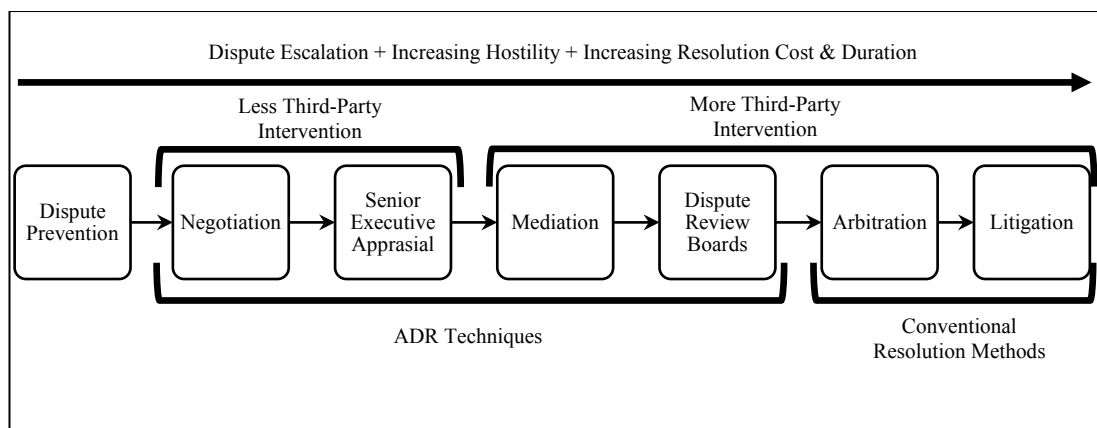 Dispute Escalation + Increasing Hostility + Increasing Resolution Cost & Duration
Less Third-Party
Intervention
More Third-Party
Intervention
Dispute
Prevention
Negotiation
Senior
Executive
Apprasial
Mediation
Dispute
Review
Boards
Arbitration
Litigation
ADR Techniques
Conventional
Resolution Methods